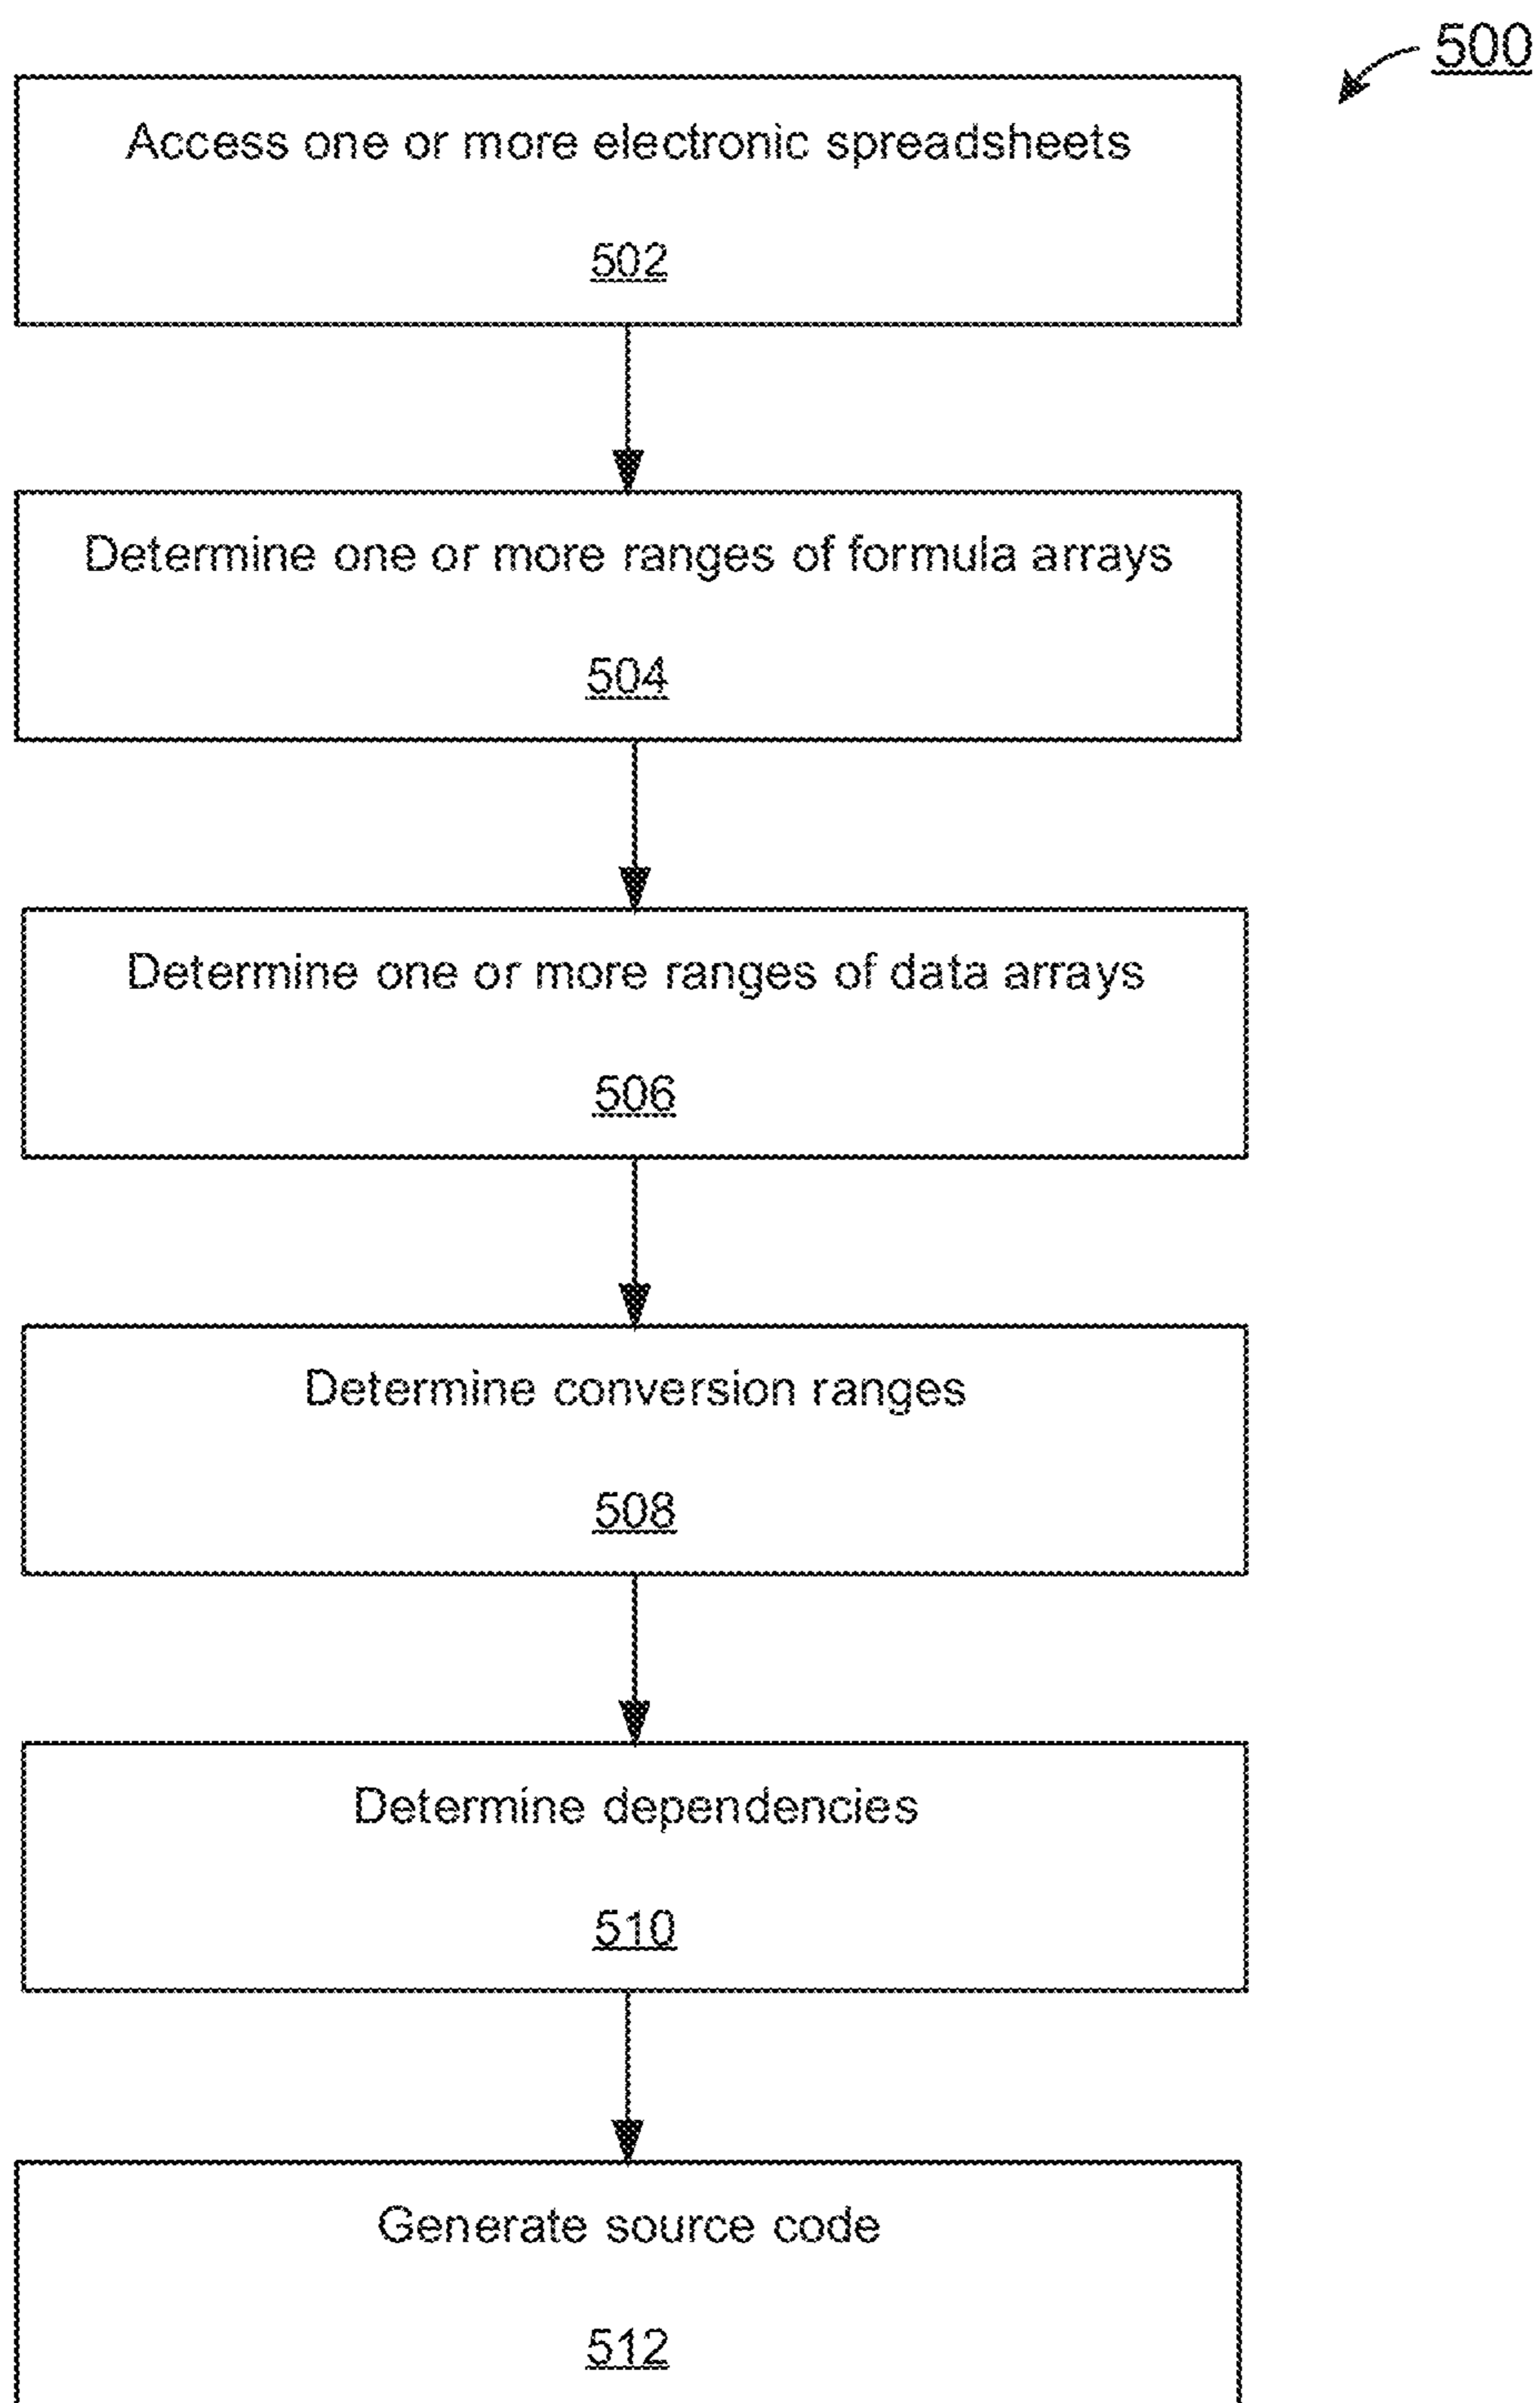 500
Access one or more electronic spreadsheets
502
Determine one or more ranges of formula arrays
504
Determine one or more ranges of data arrays
506
Determine conversion ranges
508
Determine dependencies
510
Generate source code
512